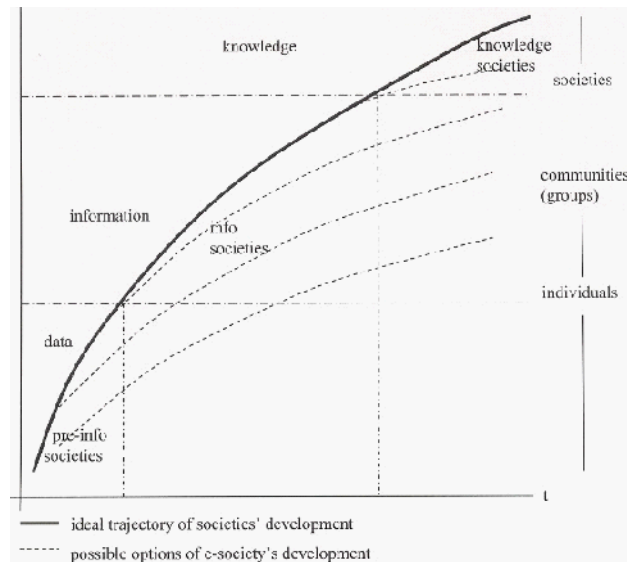 knowledge
knowledge
societies
societies
communities
(groups)
information
info
societies
individuals
data
pre-info
societies
t
ideal trajectory of societies' development
possible options of e-society's development